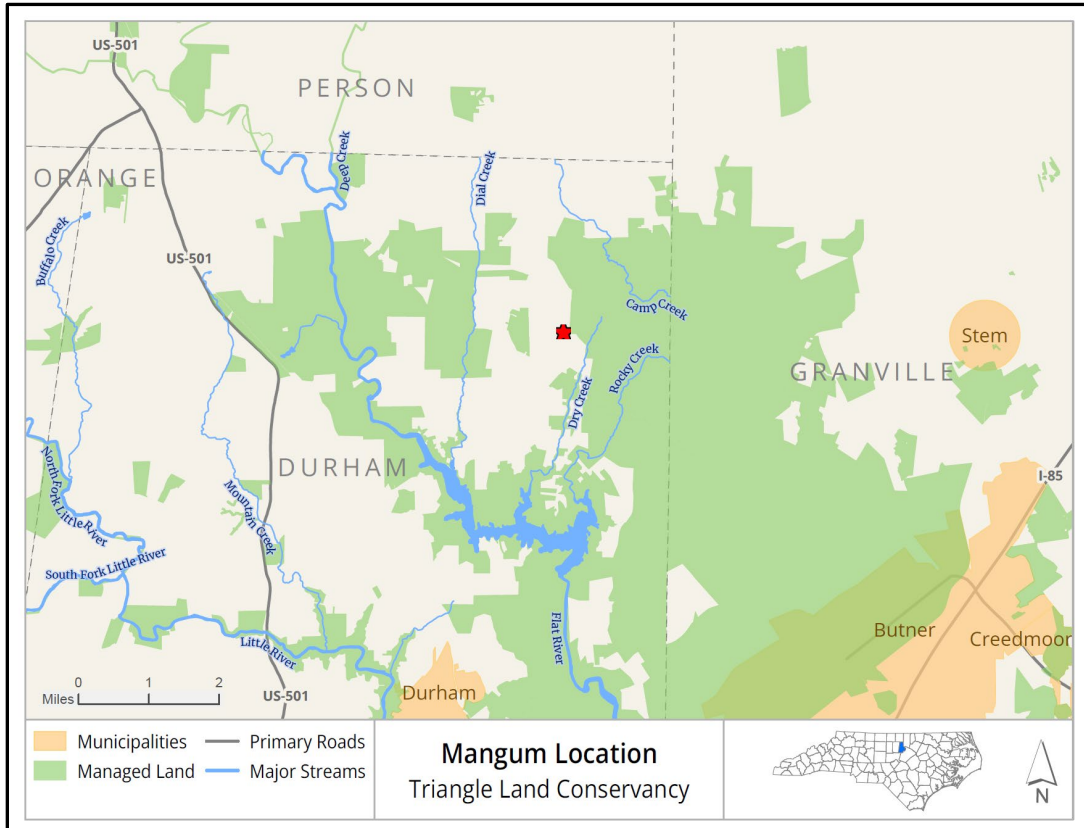 US-501
PERSON
ORANGE
Deep Creek
Dial Creek
Buffalo Creek
US-501
Camp Creek
Stem
Rocky Creek
GRANVILLE
Dry Creek
DURHAM
I-85
North Fork Little River
Mountain Creek
South Fork Little River
Flat River
Butner
Creedmoor
Little River
Durham
0 1 2
Miles
US-501
Municipalities
Primary Roads
Managed Land
Major Streams
Mangum Location
Triangle Land Conservancy
N